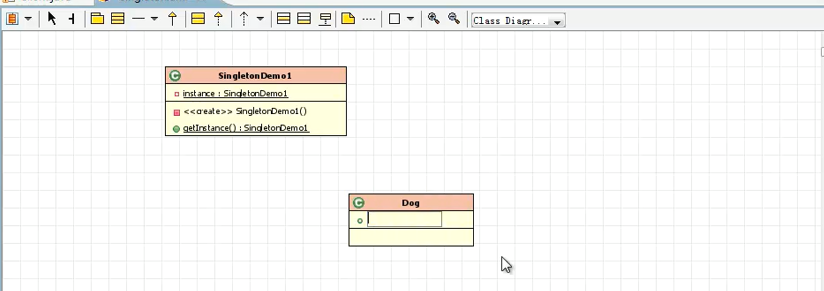 Class Diagr...
SingletonDemo1
instance : SingletonDemo1
<<create>> SingletonDemo1()
getInstance() : SingletonDemo1
Dog